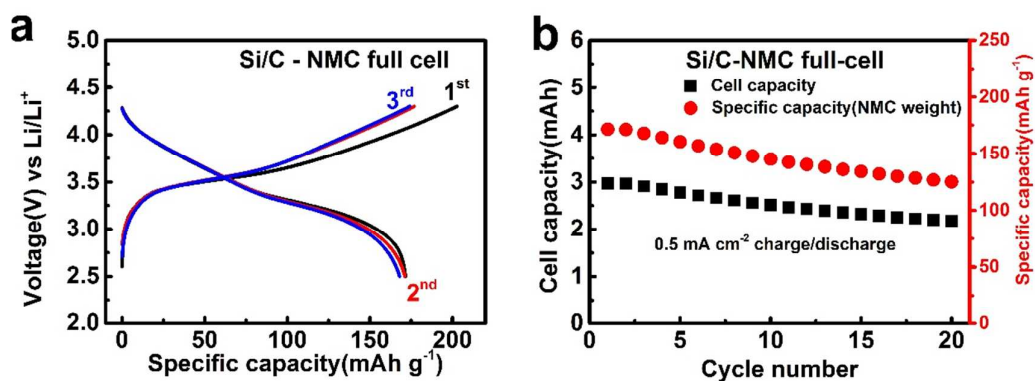 a
Si/C - NMC full cell
3rd
1st
2nd
5.0
4.5
4.0
3.5
3.0
2.5
2.0
Voltage(V) vs Li/Li+
0 50 100 150 200
Specific capacity(mAh g-1)
b
Si/C-NMC full-cell
Cell capacity
Specific capacity(NMC weight)
0.5 mA cm-2 charge/discharge
6
5
4
3
2
1
0
Cell capacity(mAh)
0 5 10 15 20
Cycle number
250
200
150
100
50
0
Specific capacity(mAh g-1)